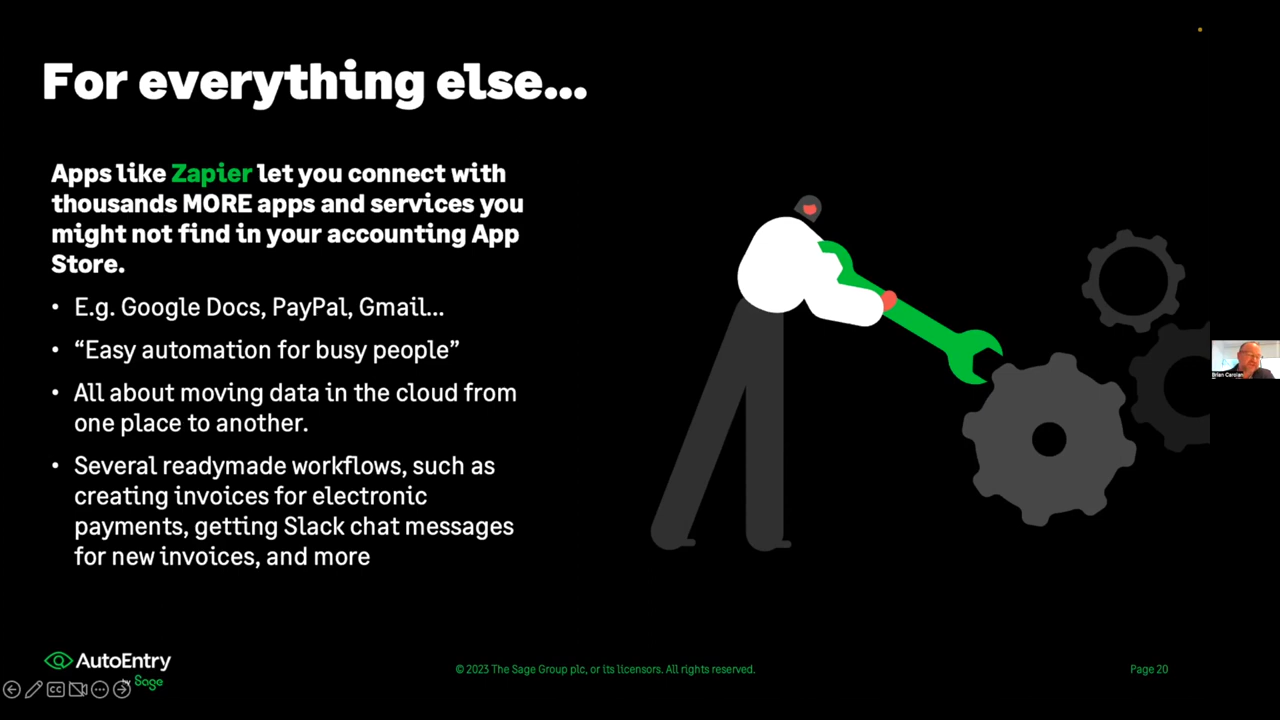 For everything else...
Apps like Zapier let you connect with
thousands MORE apps and services you
might not find in your accounting App
Store.
• E.g. Google Docs, PayPal, Gmail...
• “Easy automation for busy people”
• All about moving data in the cloud from
one place to another.
• Several readymade workflows, such as
creating invoices for electronic
payments, getting Slack chat messages
for new invoices, and more
Brian Carolan
AutoEntry
by Sage
CC
© 2023 The Sage Group plc, or its licensors. All rights reserved.
Page 20